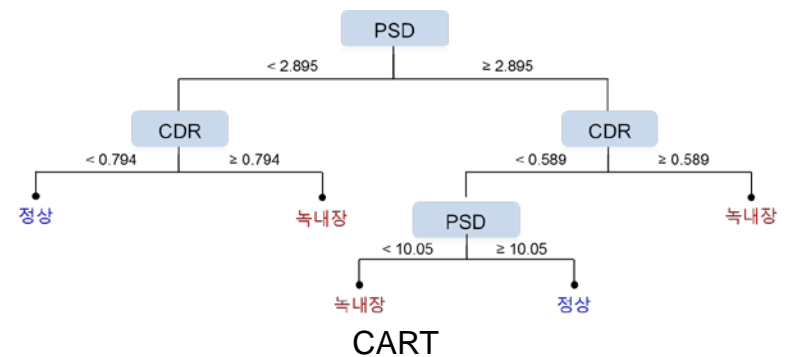 PSD
< 2.895
≥ 2.895
CDR
CDR
< 0.794
≥ 0.794
< 0.589
≥ 0.589
정상
녹내장
PSD
녹내장
< 10.05
≥ 10.05
녹내장
정상
CART